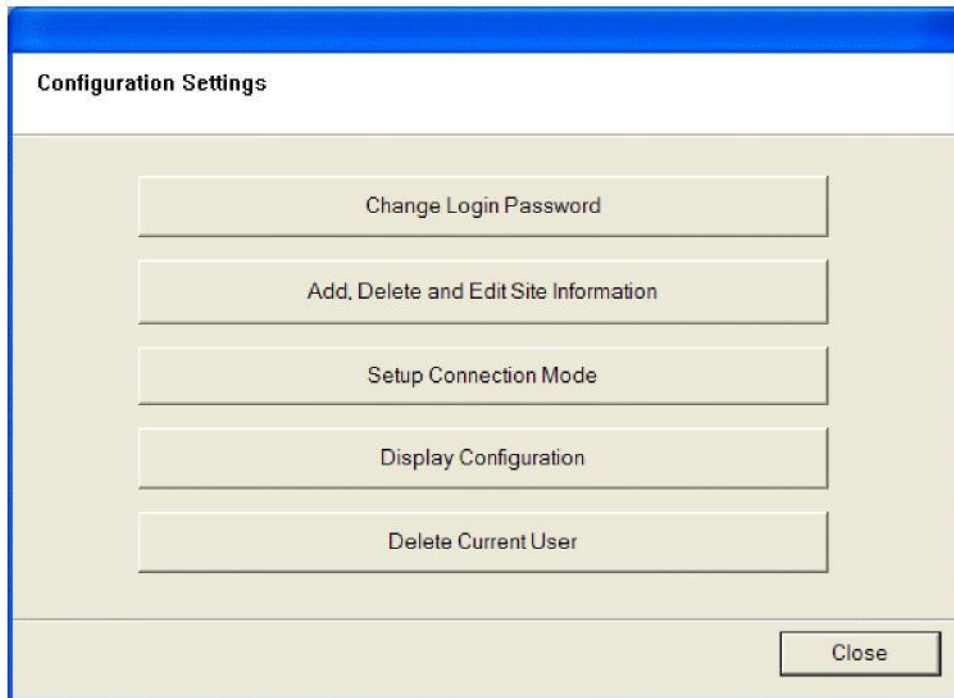 Configuration Settings
Change Login Password
Add, Delete and Edit Site Information
Setup Connection Mode
Display Configuration
Delete Current User
Close